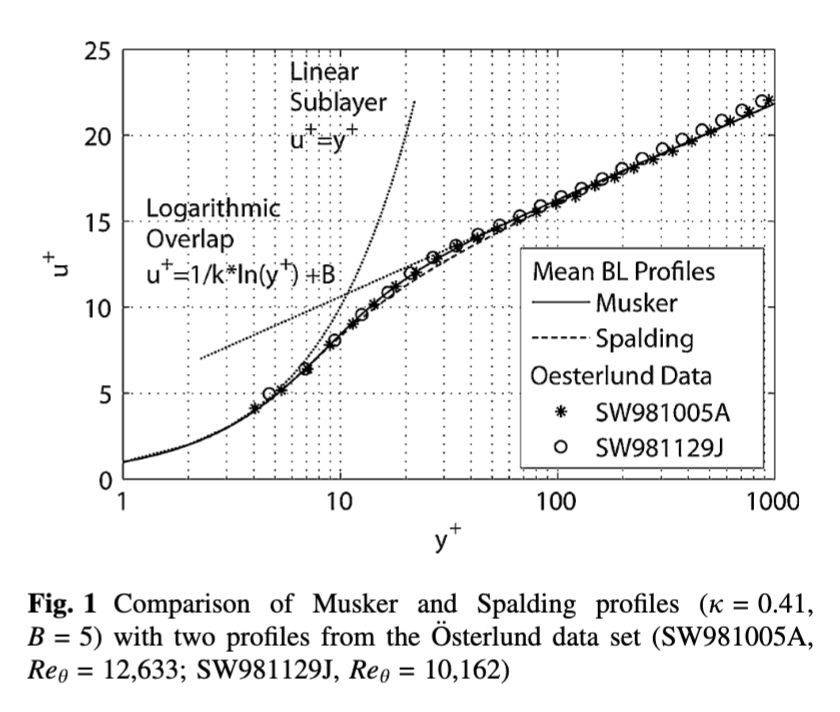 25
20
15
10
5
0
u⁺
Linear
Sublayer
u⁺=y⁺
Logarithmic
Overlap
u⁺=1/k*ln(y⁺) +B
Mean BL Profiles
Musker
Spalding
Oesterlund Data
SW981005A
SW981129J
1 10 100 1000
y⁺
Fig. 1 Comparison of Musker and Spalding profiles (κ = 0.41,
B = 5) with two profiles from the Österlund data set (SW981005A,
Reθ = 12,633; SW981129J, Reθ = 10,162)